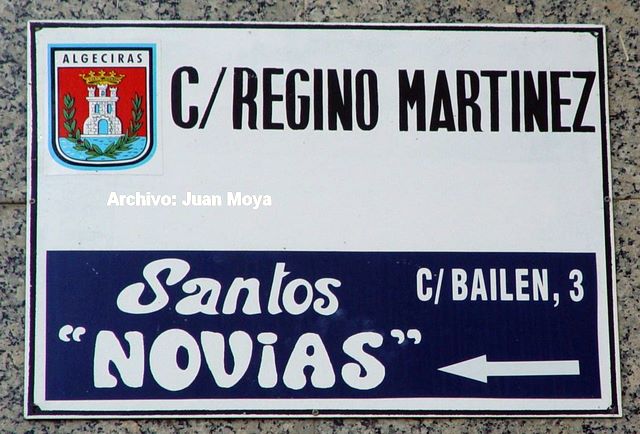 ALGECIRAS
C/REGINO MARTINEZ
Archivo: Juan Moya
Santos
"NOViAS"
C/BAILEN, 3